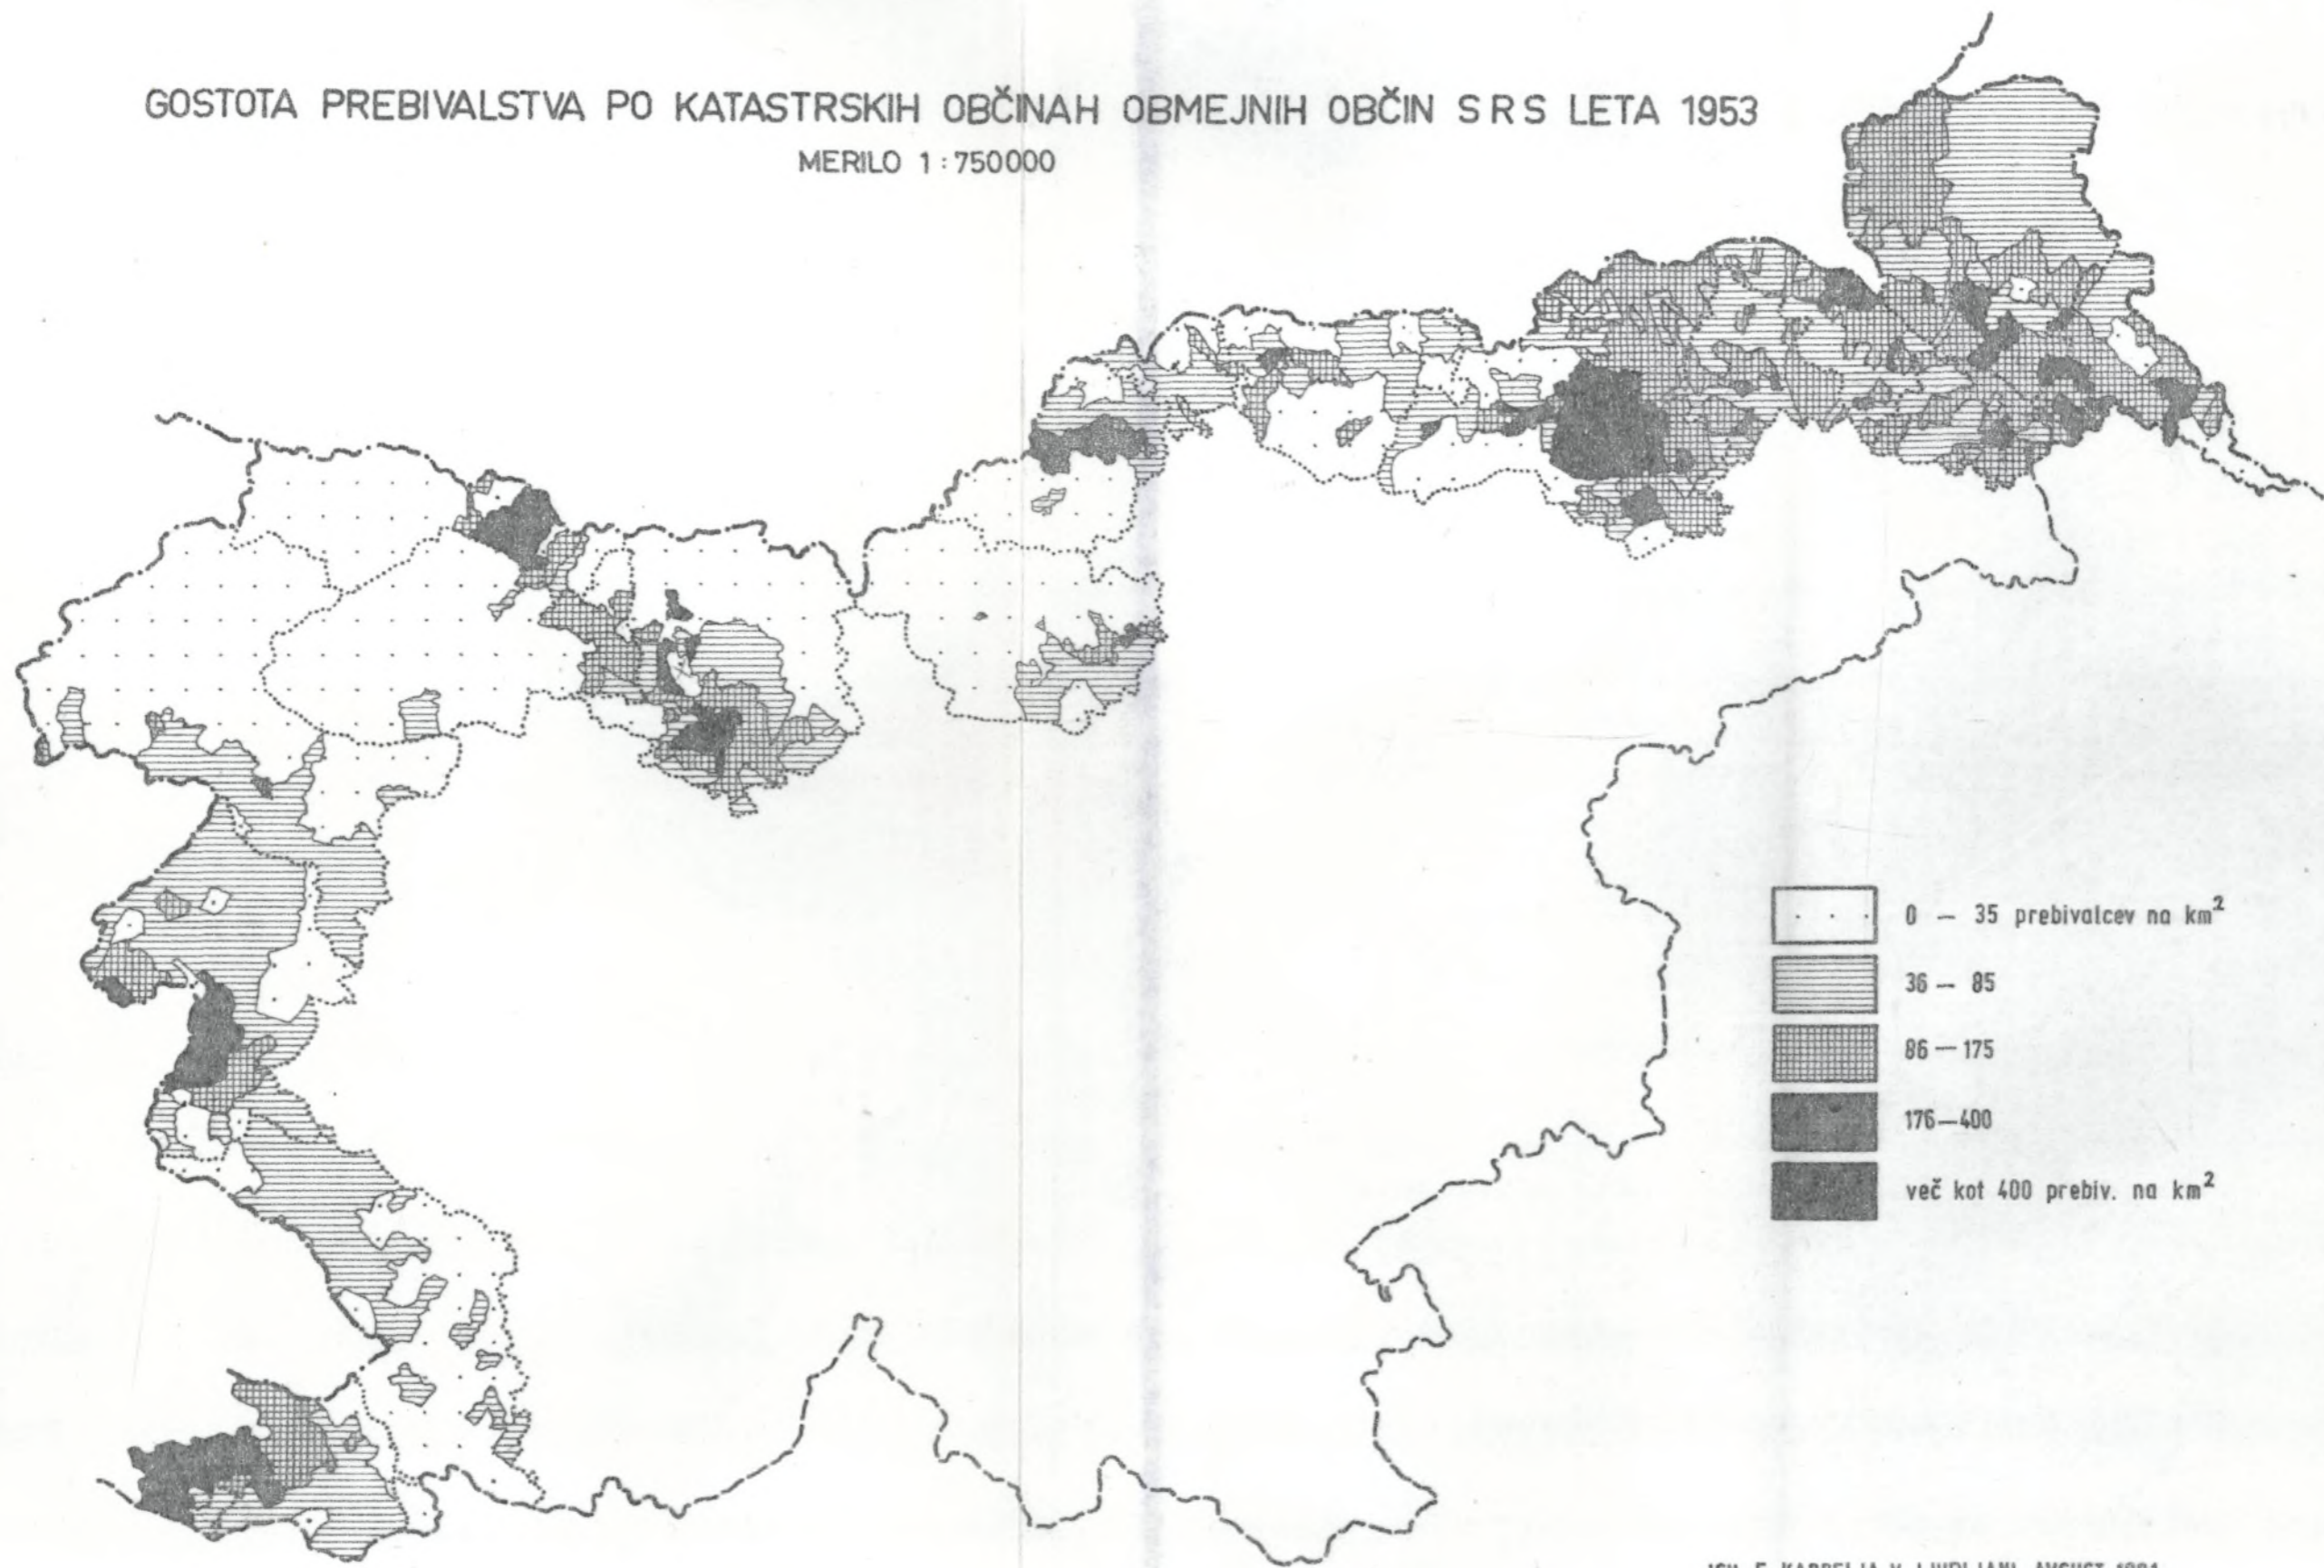 GOSTOTA PREBIVALSTVA PO KATASTRSKIH OBČINAH OBMEJNIH OBČIN SRS LETA 1953
MERILO 1:750000
0 — 35 prebivalcev na km²
36 — 85
86 — 175
176—400
več kot 400 prebiv. na km²